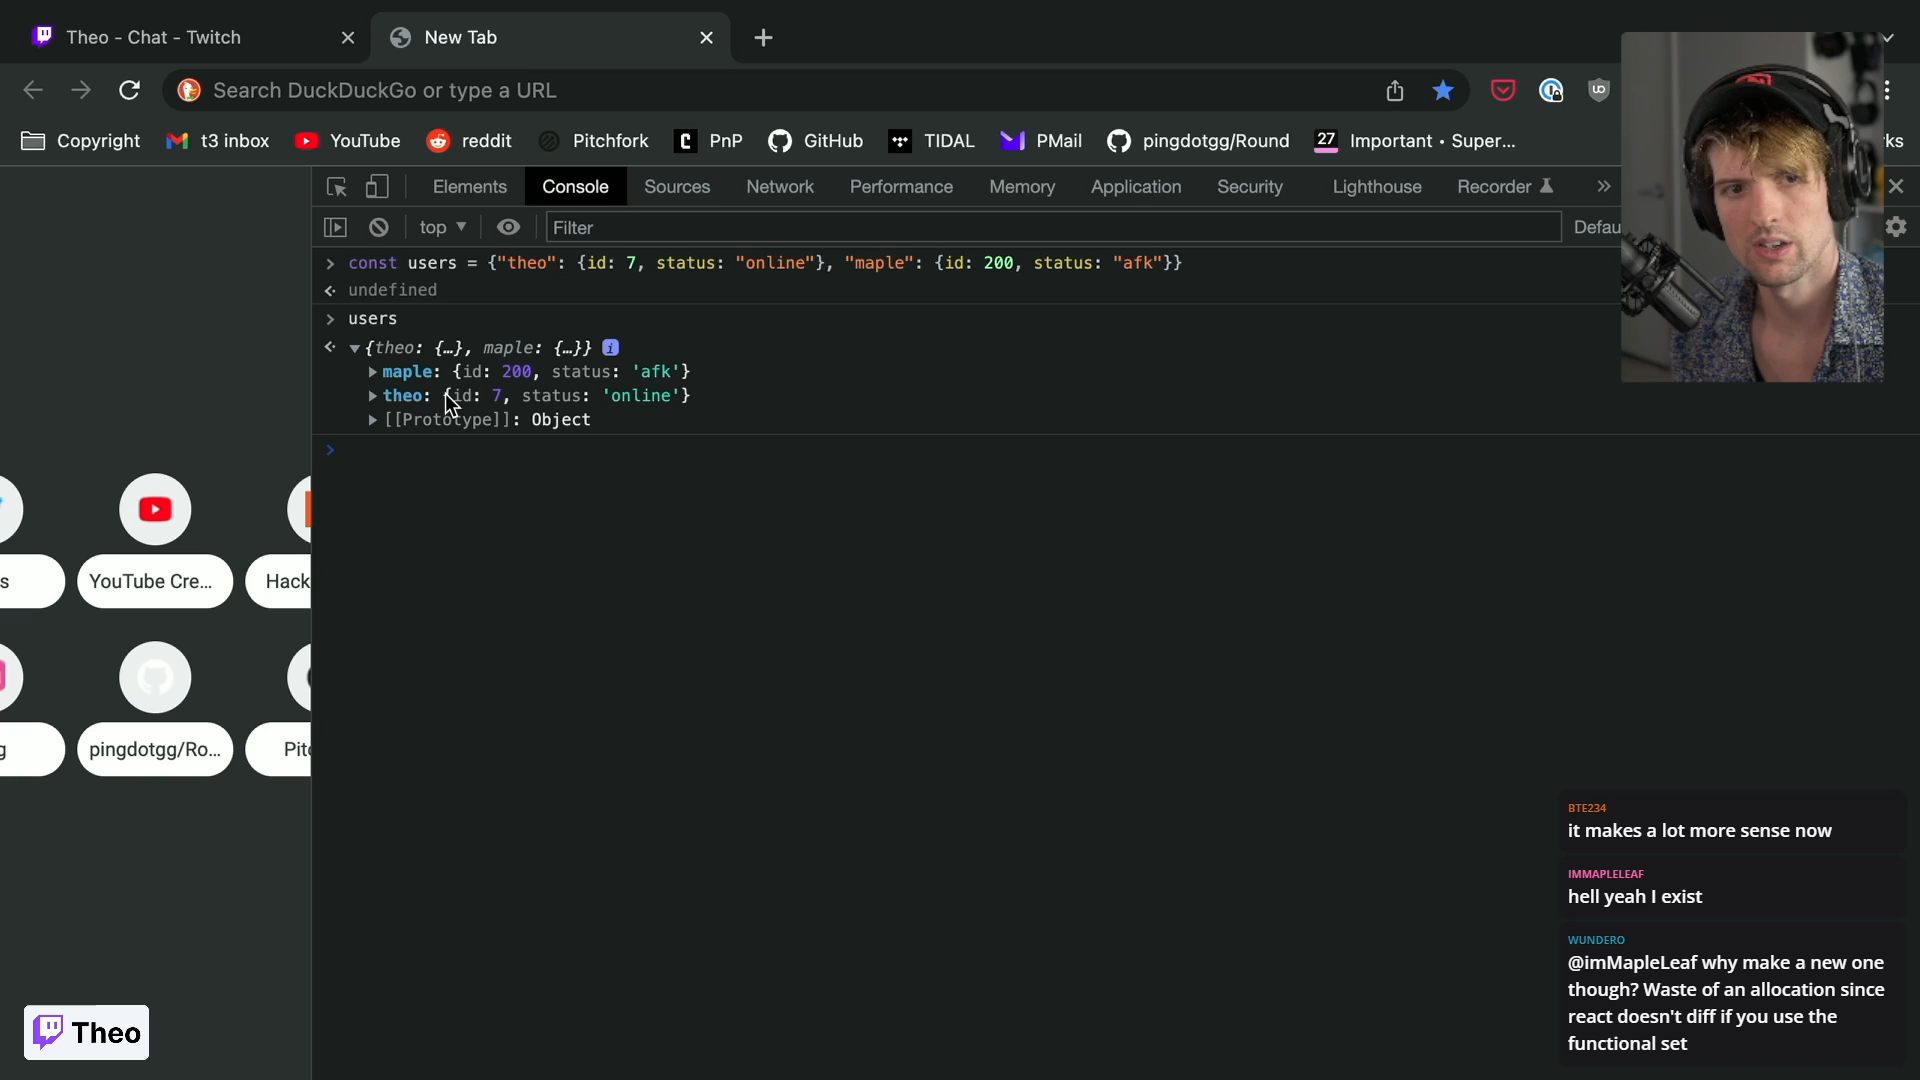 Theo - Chat - Twitch
New Tab
Search DuckDuckGo or type a URL
Copyright
t3 inbox
YouTube
reddit
Pitchfork
PnP
GitHub
TIDAL
PMail
pingdotgg/Round
27
Important • Super...
ks
Elements
Console
Sources
Network
Performance
Memory
Application
Security
Lighthouse
Recorder
top
Filter
Defau
> const users = {"theo": {id: 7, status: "online"}, "maple": {id: 200, status: "afk"}}
undefined
> users
{theo: {…}, maple: {…}} i
maple: {id: 200, status: 'afk'}
theo: {id: 7, status: 'online'}
[[Prototype]]: Object
>
s
YouTube Cre...
Hack
g
pingdotgg/Ro...
Pitc
BTE234
it makes a lot more sense now
IMMAPLELEAF
hell yeah I exist
WUNDERO
@imMapleLeaf why make a new one
though? Waste of an allocation since
react doesn't diff if you use the
functional set
Theo